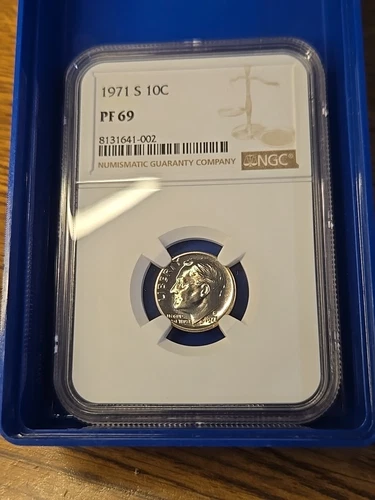 1971 S 10C
PF 69
8131641-002
NUMISMATIC GUARANTY COMPANY
NGC
LIBERTY